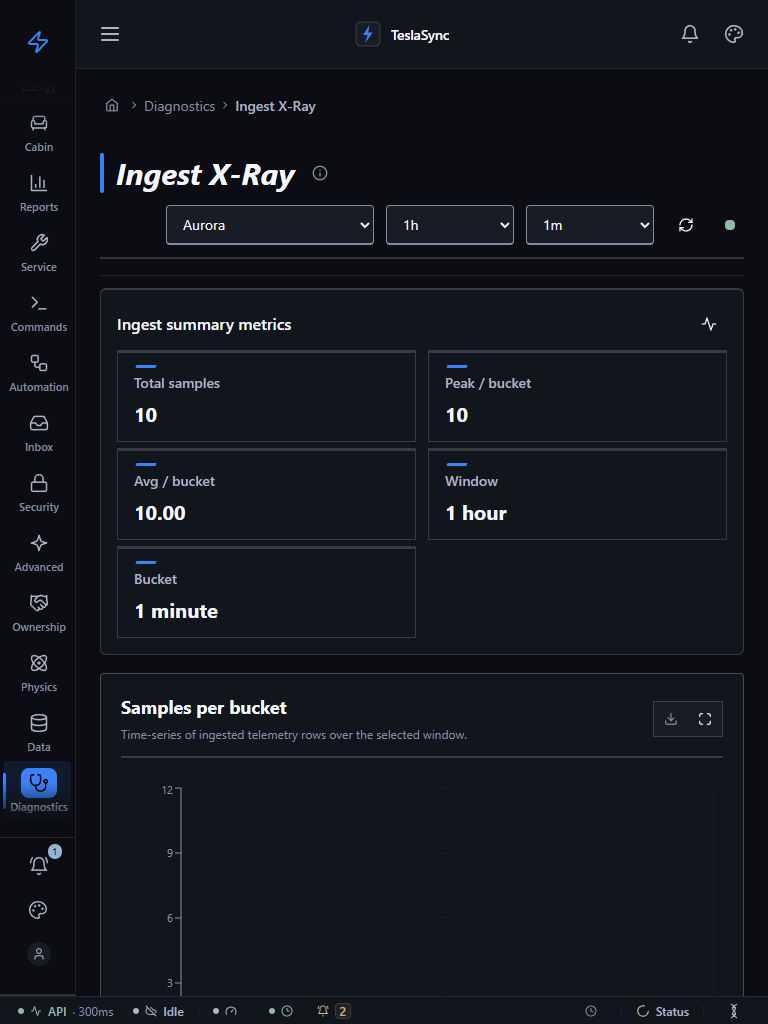 TeslaSync
Diagnostics
Ingest X-Ray
Cabin
Reports
Service
Commands
Automation
Inbox
Security
Advanced
Ownership
Physics
Data
Diagnostics
1
Ingest X-Ray
Aurora
1h
1m
Ingest summary metrics
Total samples
10
Peak / bucket
10
Avg / bucket
10.00
Window
1 hour
Bucket
1 minute
Samples per bucket
Time-series of ingested telemetry rows over the selected window.
12
9
6
3
API · 300ms
Idle
2
Status